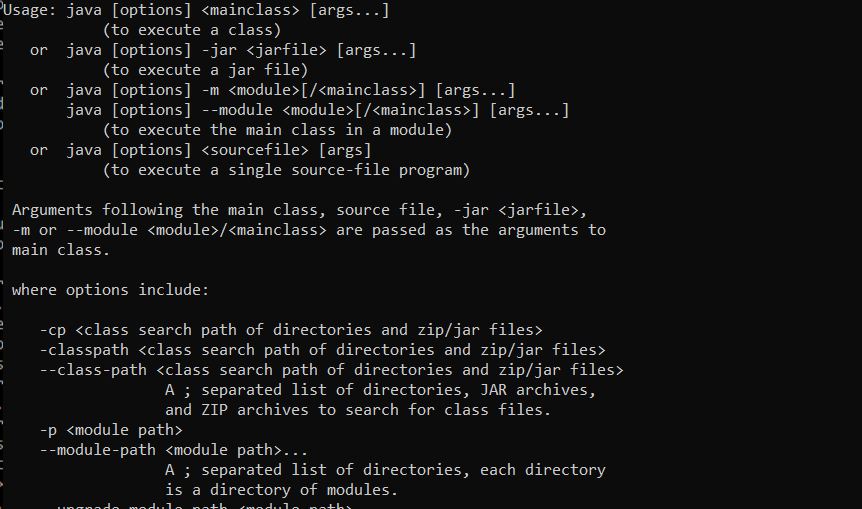 Usage: java [options] <mainclass> [args...]
(to execute a class)
or java [options] -jar <jarfile> [args...]
(to execute a jar file)
or java [options] -m <module>[/<mainclass>] [args...]
java [options] --module <module>[/<mainclass>] [args...]
(to execute the main class in a module)
or java [options] <sourcefile> [args]
(to execute a single source-file program)
Arguments following the main class, source file, -jar <jarfile>,
-m or --module <module>/<mainclass> are passed as the arguments to
main class.
where options include:
-cp <class search path of directories and zip/jar files>
-classpath <class search path of directories and zip/jar files>
--class-path <class search path of directories and zip/jar files>
A ; separated list of directories, JAR archives,
and ZIP archives to search for class files.
-p <module path>
--module-path <module path>...
A ; separated list of directories, each directory
is a directory of modules.
--upgrade-module-path <module path>